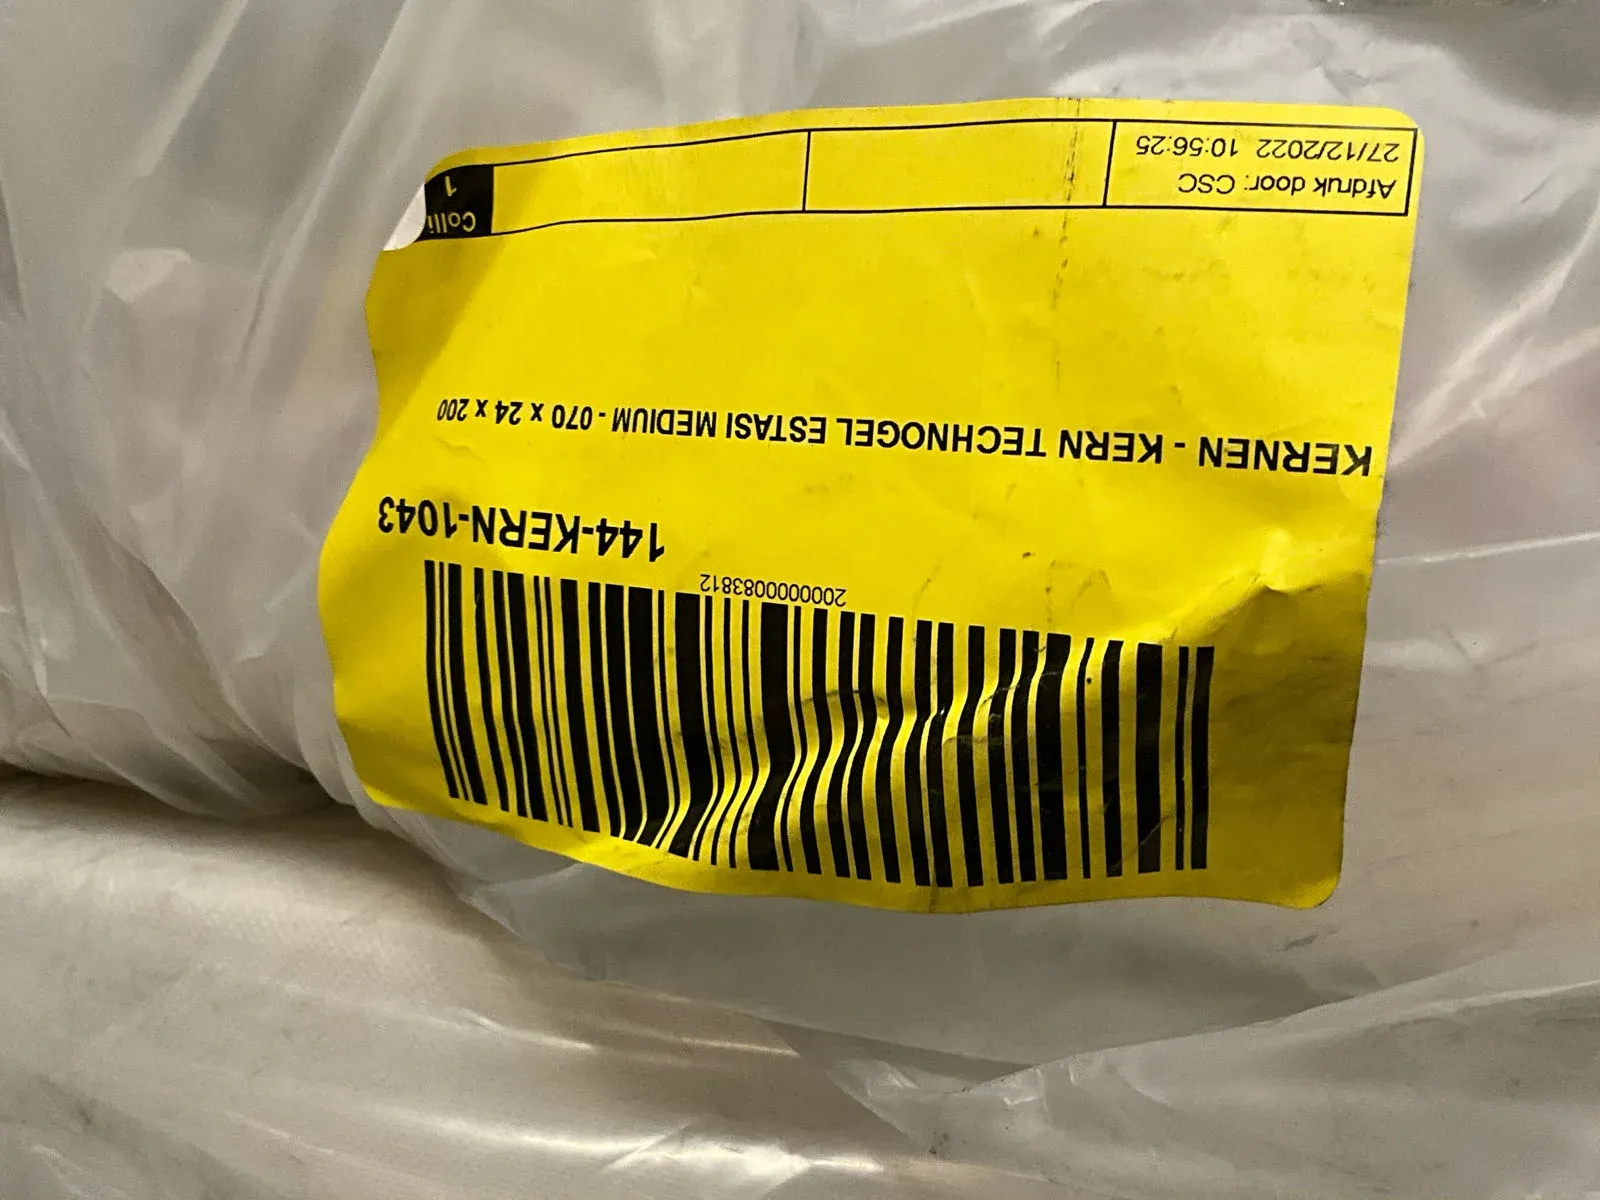 2000000083812
144-KERN-1043
KERNEN - KERN TECHNOGEL ESTASI MEDIUM - 070 x 24 x 200
Afdruk door: CSC
27/12/2022 10:56:25
Colli
1